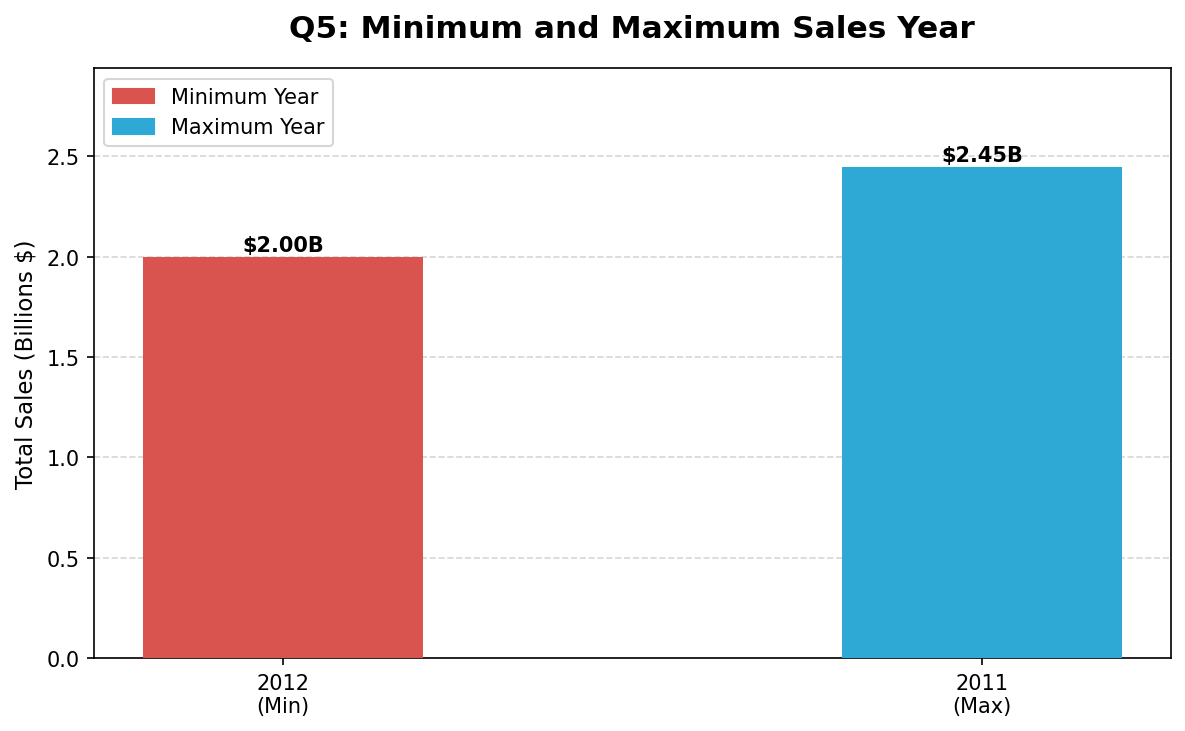 Q5: Minimum and Maximum Sales Year
Minimum Year
Maximum Year
Total Sales (Billions $)
2.5
2.0
1.5
1.0
0.5
0.0
$2.00B
$2.45B
2012
(Min)
2011
(Max)